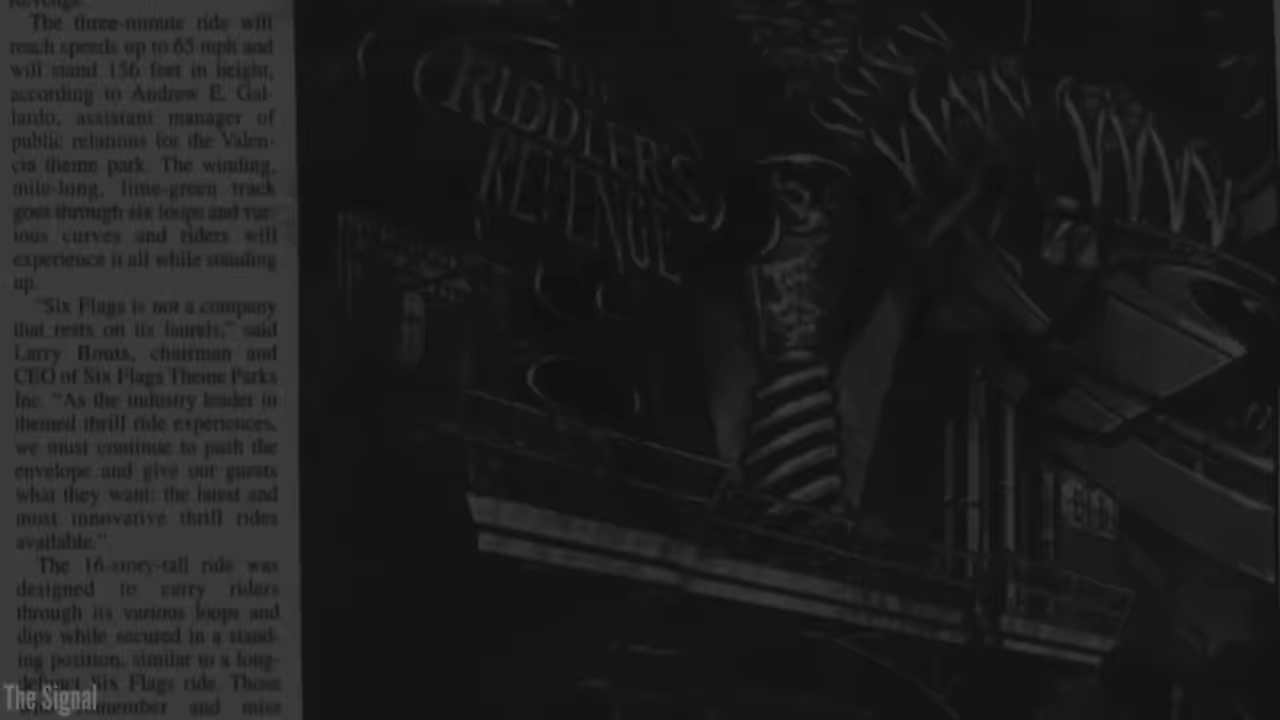 Revenge.
The three-minute ride will
reach speeds up to 65 mph and
will stand 156 feet in height,
according to Andrew E. Gal-
lardo, assistant manager of
public relations for the Valen-
cia theme park. The winding,
mile-long, lime-green track
goes through six loops and var-
ious curves and riders will
experience it all while standing
up.
"Six Flags is not a company
that rests on its laurels," said
Larry Bouts, chairman and
CEO of Six Flags Theme Parks
Inc. "As the industry leader in
themed thrill ride experiences,
we must continue to push the
envelope and give our guests
what they want: the latest and
most innovative thrill rides
available."
The 16-story-tall ride was
designed to carry riders
through its various loops and
dips while secured in a stand-
ing position, similar to a long-
defunct Six Flags ride. Those
remember and miss
The Signal
RIDDLER'S
REVENGE